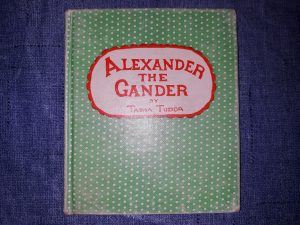 ALEXANDER
THE
GANDER
BY
TASHA TUDOR